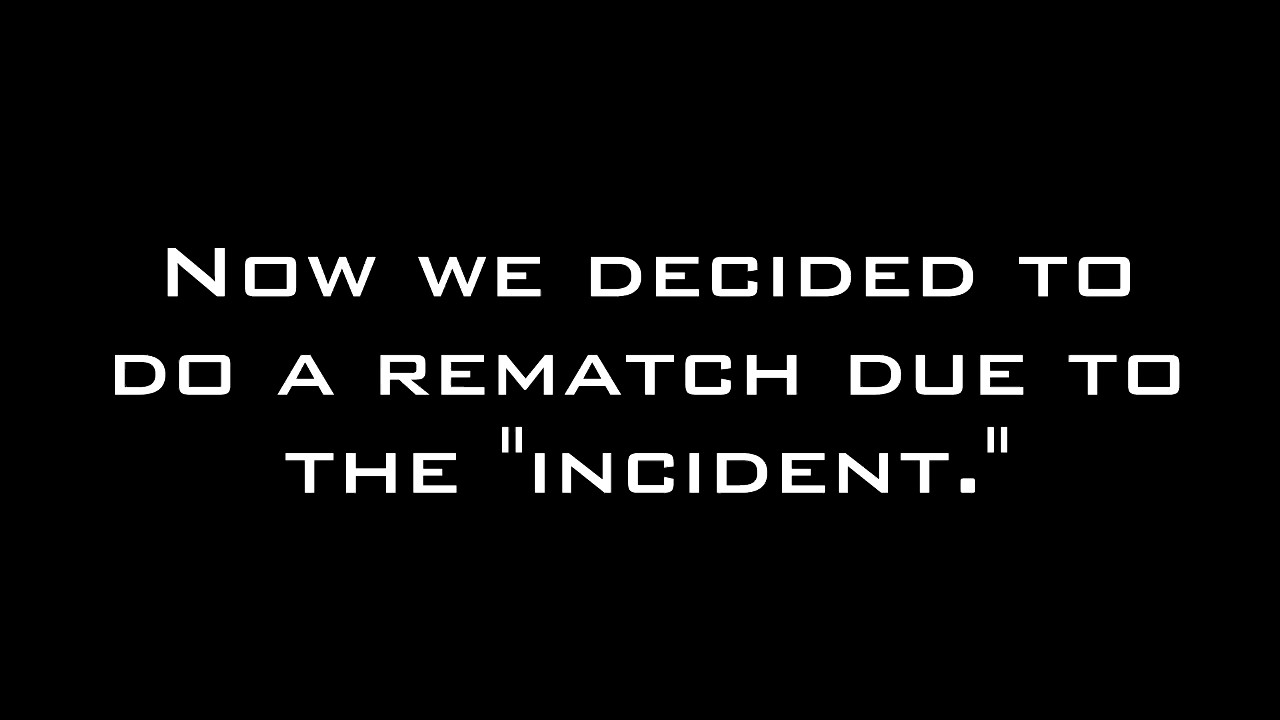 Now we decided to
do a rematch due to
the "incident."